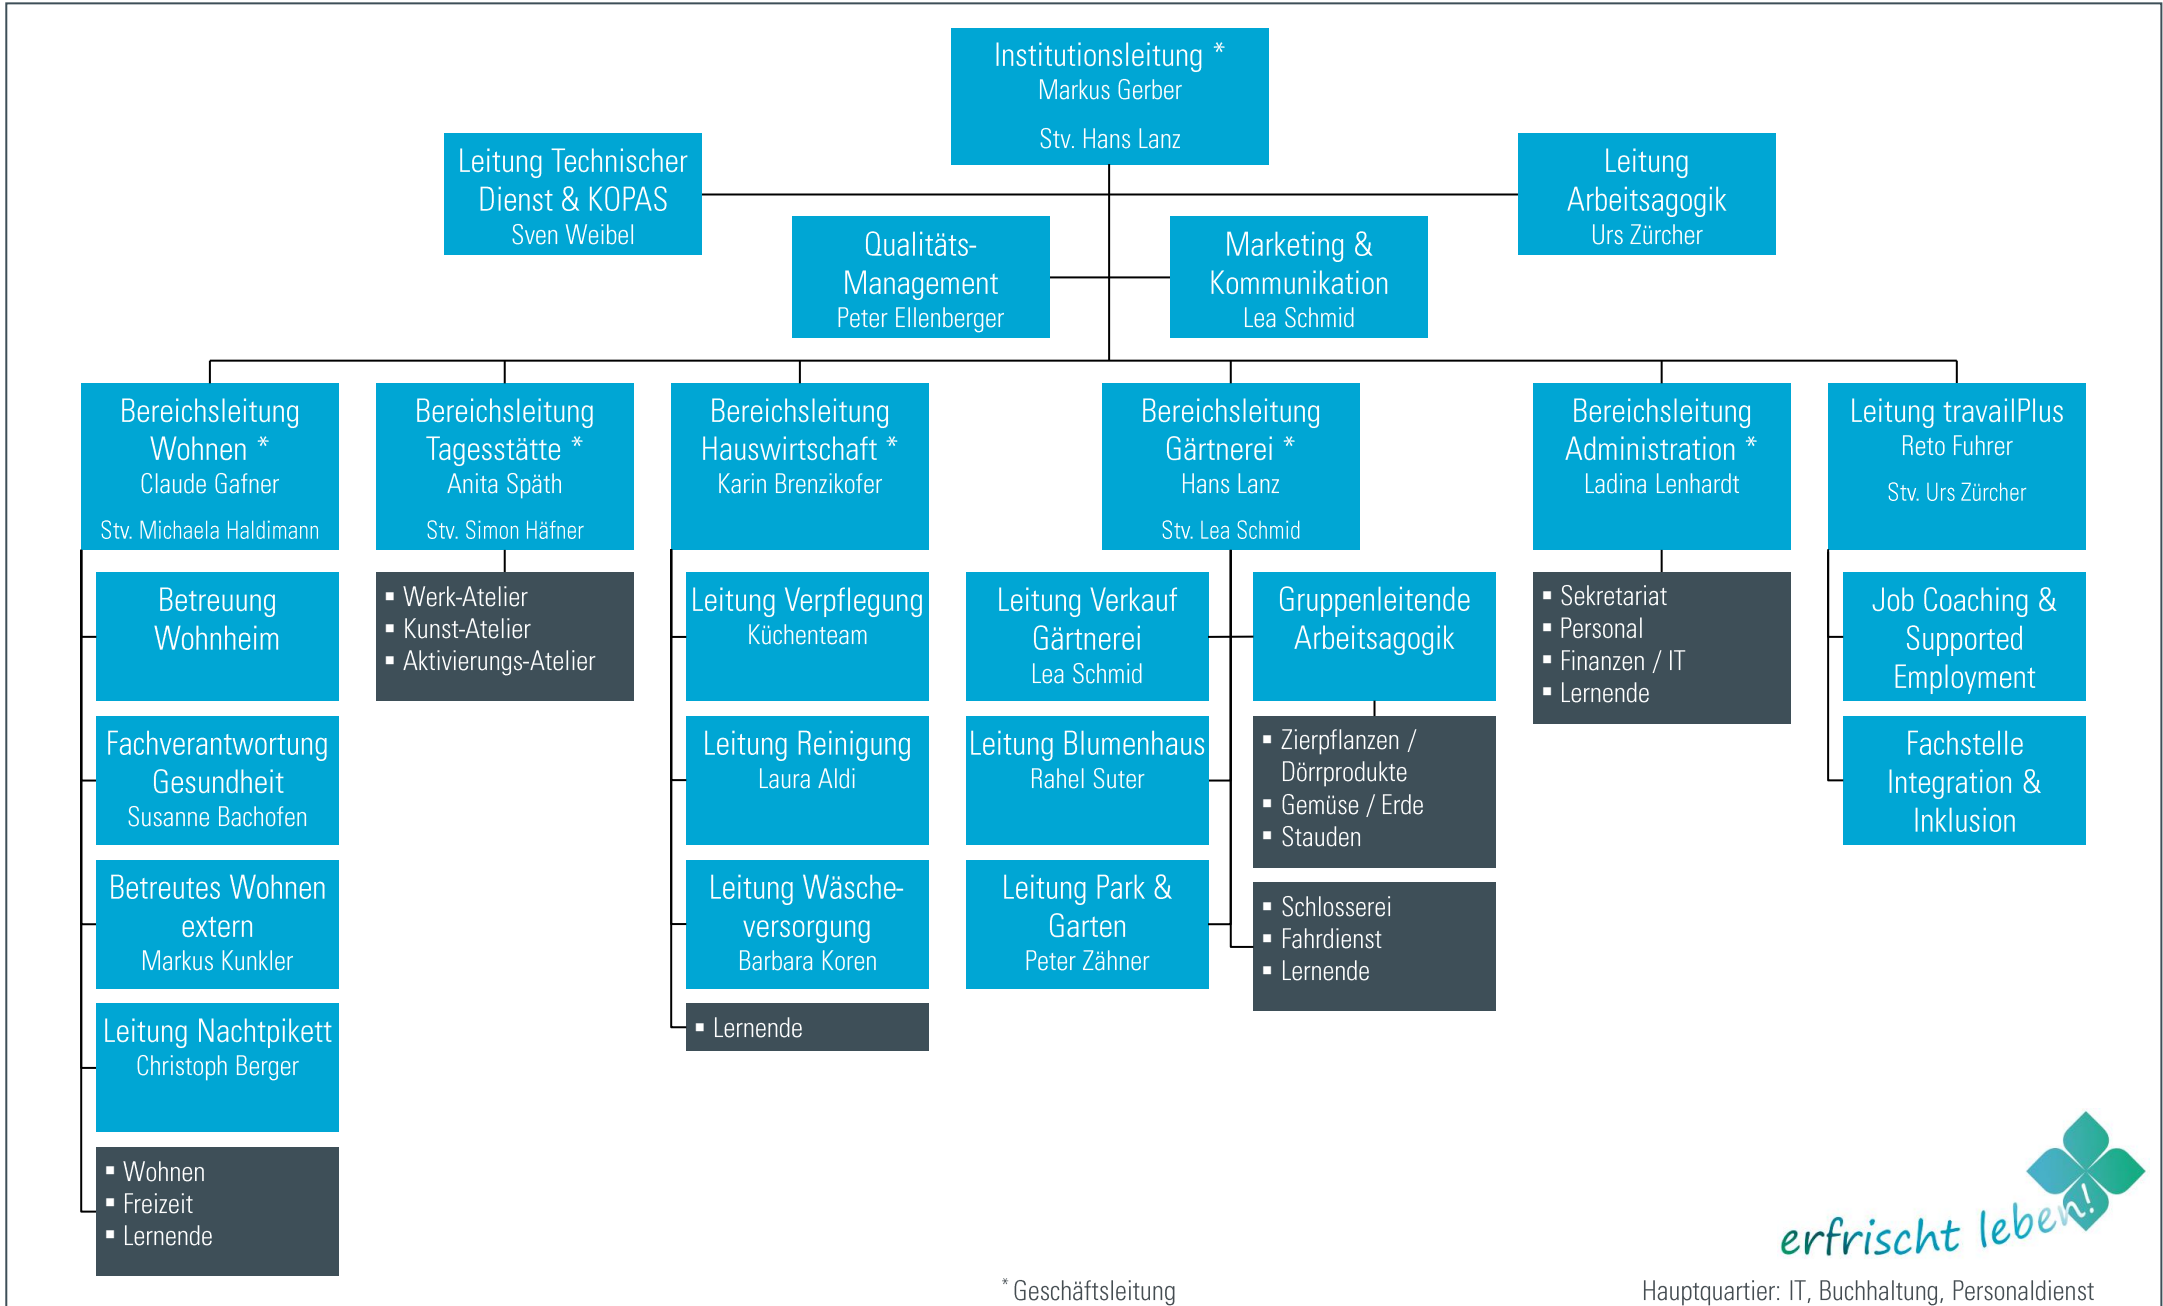 Institutionsleitung *
Markus Gerber
Stv. Hans Lanz
Leitung Technischer
Dienst & KOPAS
Sven Weibel
Leitung
Arbeitsagogik
Urs Zürcher
Qualitäts-
Management
Peter Ellenberger
Marketing &
Kommunikation
Lea Schmid
Bereichsleitung
Wohnen *
Claude Gafner
Stv. Michaela Haldimann
Bereichsleitung
Tagesstätte *
Anita Späth
Stv. Simon Häfner
Bereichsleitung
Hauswirtschaft *
Karin Brenzikofer
Bereichsleitung
Gärtnerei *
Hans Lanz
Stv. Lea Schmid
Bereichsleitung
Administration *
Ladina Lenhardt
Leitung travailPlus
Reto Fuhrer
Stv. Urs Zürcher
Betreuung
Wohnheim
Fachverantwortung
Gesundheit
Susanne Bachofen
Betreutes Wohnen
extern
Markus Kunkler
Leitung Nachtpikett
Christoph Berger
▪ Wohnen
▪ Freizeit
▪ Lernende
▪ Werk-Atelier
▪ Kunst-Atelier
▪ Aktivierungs-Atelier
Leitung Verpflegung
Küchenteam
Leitung Reinigung
Laura Aldi
Leitung Wäsche-
versorgung
Barbara Koren
▪ Lernende
Leitung Verkauf
Gärtnerei
Lea Schmid
Leitung Blumenhaus
Rahel Suter
Leitung Park &
Garten
Peter Zähner
Gruppenleitende
Arbeitsagogik
▪ Zierpflanzen /
Dörrprodukte
▪ Gemüse / Erde
▪ Stauden
▪ Schlosserei
▪ Fahrdienst
▪ Lernende
▪ Sekretariat
▪ Personal
▪ Finanzen / IT
▪ Lernende
Job Coaching &
Supported
Employment
Fachstelle
Integration &
Inklusion
erfrischt leben!
* Geschäftsleitung
Hauptquartier: IT, Buchhaltung, Personaldienst